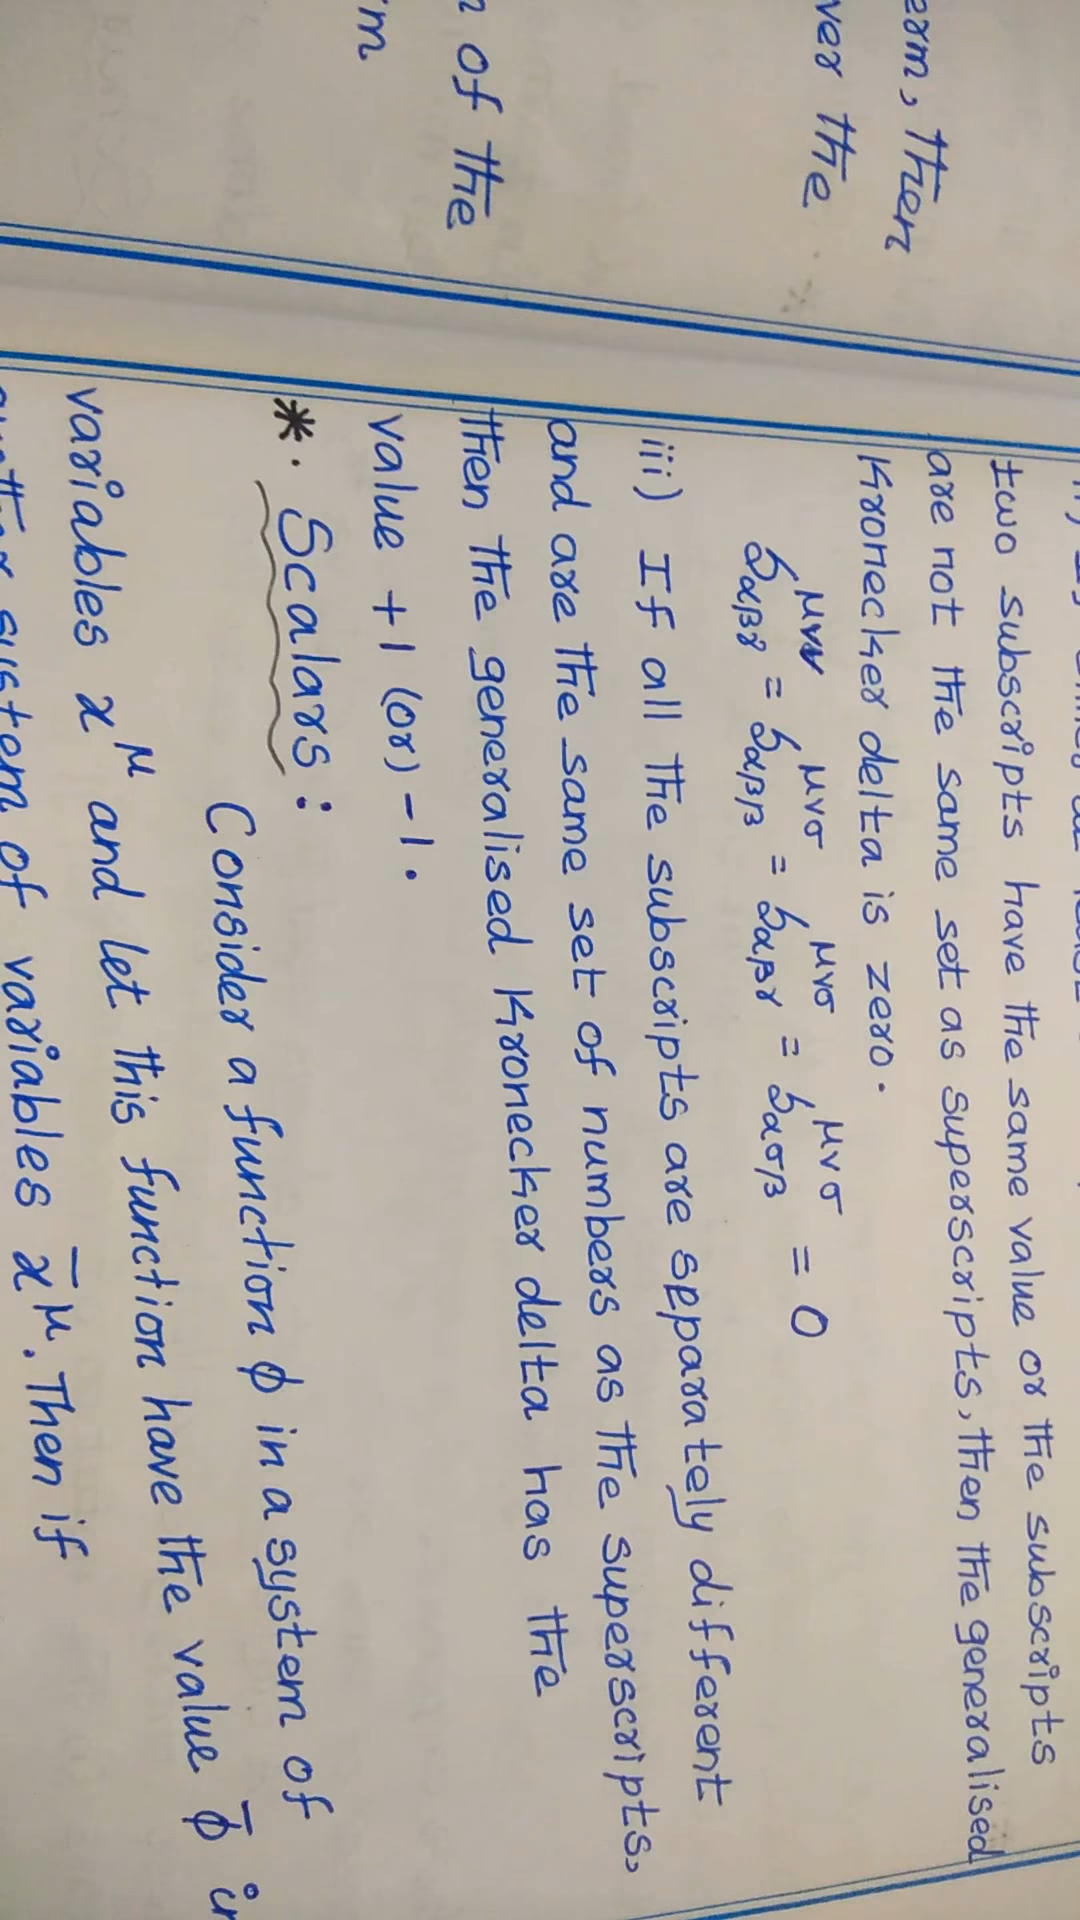 erm, then
ver the
of the
m
two subscripts have the same value or the subscripts
are not the same set as superscripts, then the generalised
Kronecker delta is zero.
δ^{μνν}_{αβγ} = δ^{μνσ}_{αββ} = δ^{μνσ}_{αβγ} = δ^{μνσ}_{ασβ} = 0
iii) If all the subscripts are spparately different
and are the same set of numbers as the superscripts,
then the generalised Kronecker delta has the
value +1 (or) -1.
*. Scalars:
Consider a function ϕ in a system of
variables x^μ and let this function have the value ϕ̄ in
system of variables x̄^μ. Then if